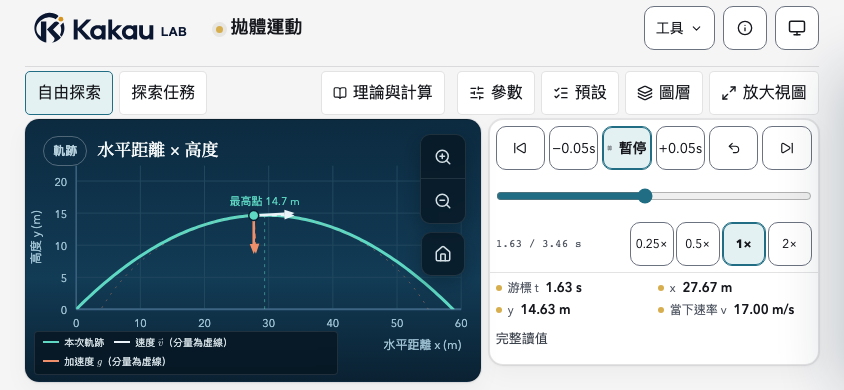 Kakau LAB
拋體運動
工具
自由探索
探索任務
理論與計算
參數
預設
圖層
放大視圖
軌跡
水平距離 × 高度
最高點 14.7 m
高度 y (m)
20
15
10
5
0
0 10 20 30 40 50 60
水平距離 x (m)
本次軌跡
速度 v⃗（分量為虛線）
加速度 g（分量為虛線）
−0.05s
暫停
+0.05s
1.63 / 3.46 s
0.25×
0.5×
1×
2×
游標 t 1.63 s
x 27.67 m
y 14.63 m
當下速率 v 17.00 m/s
完整讀值